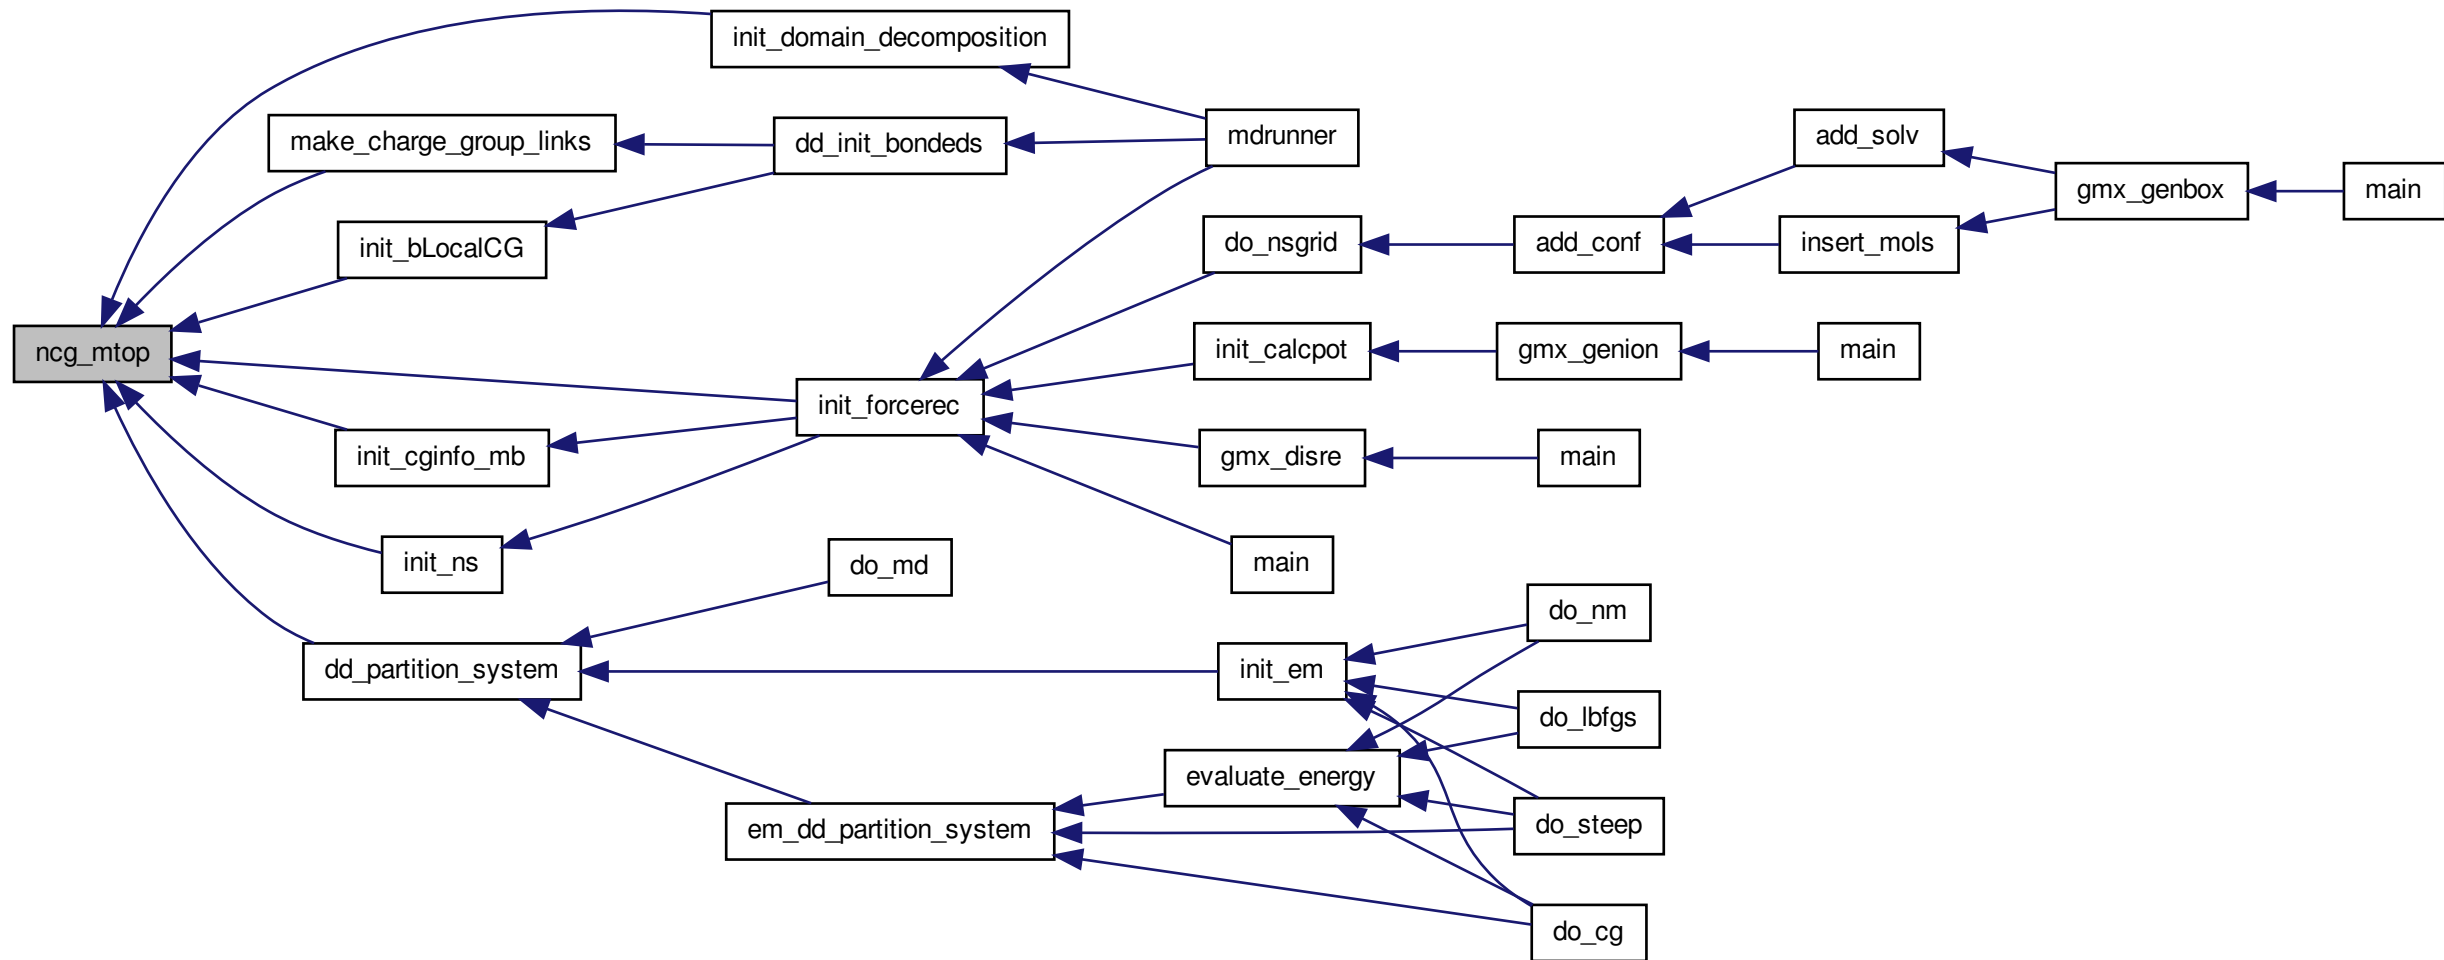 init_domain_decomposition
make_charge_group_links
dd_init_bondeds
mdrunner
add_solv
init_bLocalCG
do_nsgrid
add_conf
insert_mols
gmx_genbox
main
ncg_mtop
init_calcpot
gmx_genion
main
init_forcerec
init_cginfo_mb
gmx_disre
main
init_ns
do_md
main
dd_partition_system
init_em
do_nm
do_lbfgs
evaluate_energy
em_dd_partition_system
do_steep
do_cg